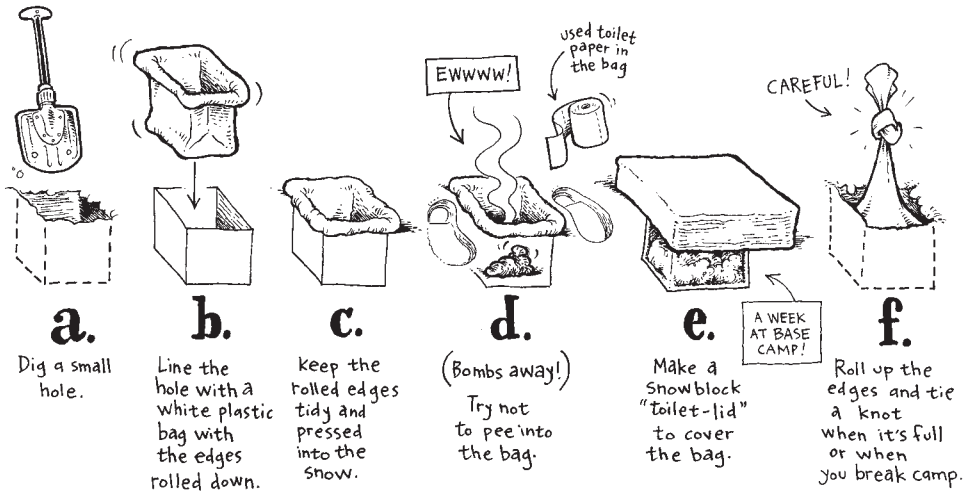 a.
Dig a small
hole.
b.
Line the
hole with a
white plastic
bag with
the edges
rolled down.
c.
Keep the
rolled edges
tidy and
pressed
into the
snow.
EWWWW!
used toilet
paper in
the bag
d.
(Bombs away!)
Try not
to pee into
the bag.
e.
Make a
snowblock
"toilet-lid"
to cover
the bag.
A WEEK
AT BASE
CAMP!
CAREFUL!
f.
Roll up the
edges and tie
a knot
when it's full
or when
you break camp.